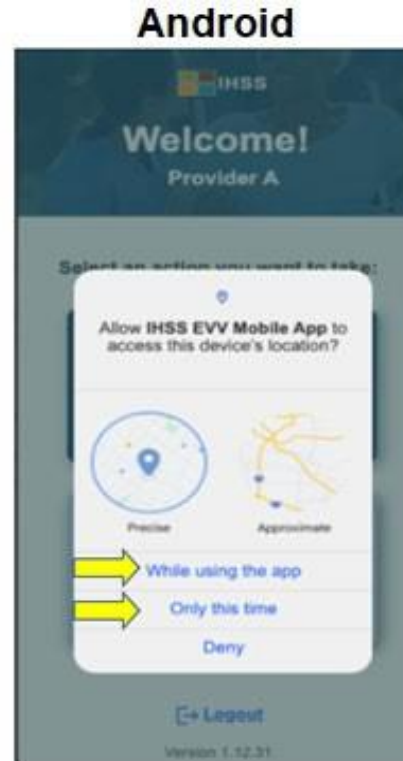 Android
IHSS
Welcome!
Provider A
Select an action you want to take:
Allow IHSS EVV Mobile App to
access this device's location?
Precise
Approximate
While using the app
Only this time
Deny
Logout
Version 1.12.31